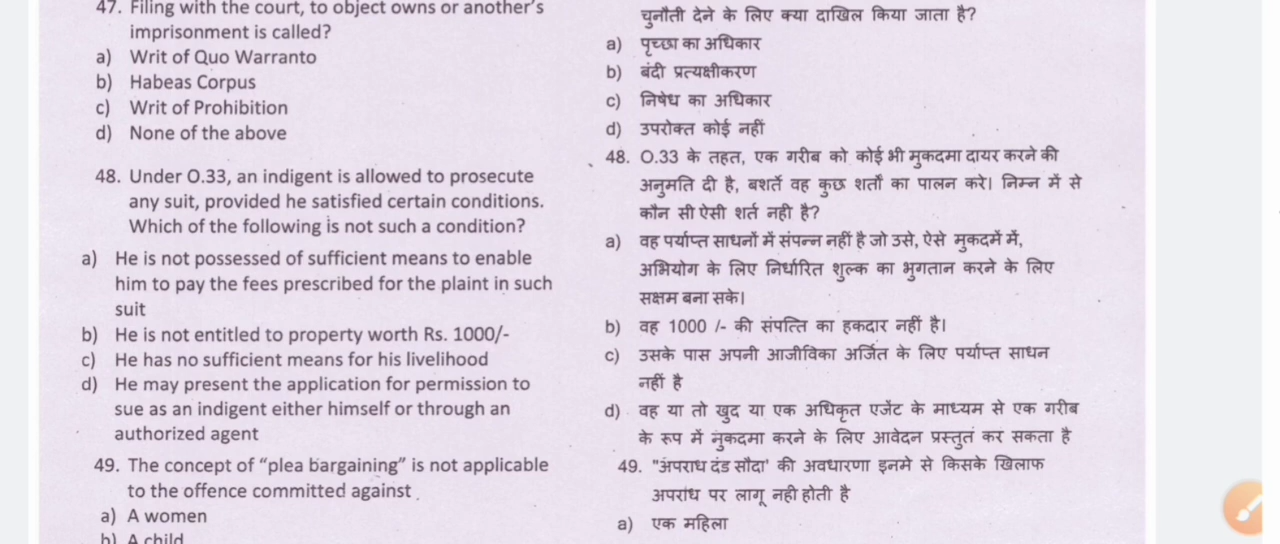 47. Filing with the court, to object owns or another's
imprisonment is called?
a) Writ of Quo Warranto
b) Habeas Corpus
c) Writ of Prohibition
d) None of the above
48. Under O.33, an indigent is allowed to prosecute
any suit, provided he satisfied certain conditions.
Which of the following is not such a condition?
a) He is not possessed of sufficient means to enable
him to pay the fees prescribed for the plaint in such
suit
b) He is not entitled to property worth Rs. 1000/-
c) He has no sufficient means for his livelihood
d) He may present the application for permission to
sue as an indigent either himself or through an
authorized agent
49. The concept of "plea bargaining" is not applicable
to the offence committed against .
a) A women
b) A child
चुनौती देने के लिए क्या दाखिल किया जाता है?
a) पृच्छा का अधिकार
b) बंदी प्रत्यक्षीकरण
c) निषेध का अधिकार
d) उपरोक्त कोई नहीं
48. O.33 के तहत, एक गरीब को कोई भी मुकदमा दायर करने की
अनुमति दी है, बशर्ते वह कुछ शर्तों का पालन करे। निम्न में से
कौन सी ऐसी शर्त नही है?
a) वह पर्याप्त साधनों में संपन्न नहीं है जो उसे, ऐसे मुकदमें में,
अभियोग के लिए निर्धारित शुल्क का भुगतान करने के लिए
सक्षम बना सके।
b) वह 1000 /- की संपत्ति का हकदार नहीं है।
c) उसके पास अपनी आजीविका अर्जित के लिए पर्याप्त साधन
नहीं है
d) वह या तो खुद या एक अधिकृत एजेंट के माध्यम से एक गरीब
के रूप में मुकदमा करने के लिए आवेदन प्रस्तुत कर सकता है
49. "अपराध दंड सौदा' की अवधारणा इनमे से किसके खिलाफ
अपराध पर लागू नही होती है
a) एक महिला